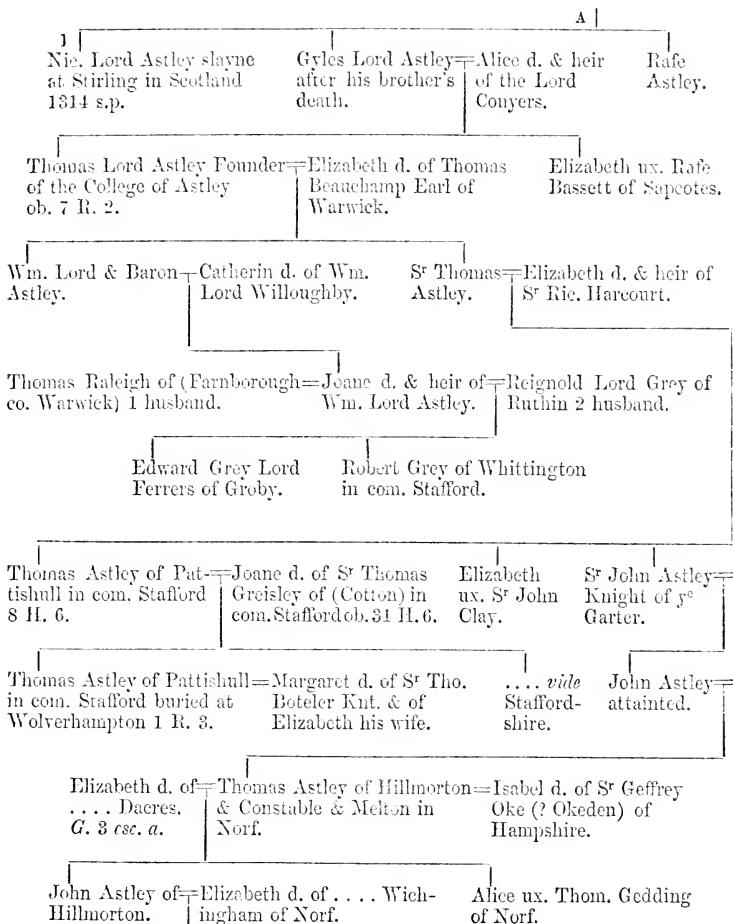 A
1
Nic. Lord Astley slayne
at Stirling in Scotland
1314 s.p.
Gyles Lord Astley=Alice d. & heir
after his brother's of the Lord
death. Conyers.
Rafe
Astley.
Thomas Lord Astley Founder=Elizabeth d. of Thomas
of the College of Astley Beauchamp Earl of
ob. 7 R. 2. Warwick.
Elizabeth ux. Rafe
Bassett of Sapcotes.
Wm. Lord & Baron=Catherin d. of Wm.
Astley. Lord Willoughby.
Sr Thomas=Elizabeth d. & heir of
Astley. Sr Ric. Harcourt.
Thomas Raleigh of (Farnborough=Joane d. & heir of=Reignold Lord Grey of
co. Warwick) 1 husband. Wm. Lord Astley. Ruthin 2 husband.
Edward Grey Lord
Ferrers of Groby.
Robert Grey of Whittington
in com. Stafford.
Thomas Astley of Pat-=Joane d. of Sr Thomas
tishull in com. Stafford Greisley of (Cotton) in
8 H. 6. com. Stafford ob. 31 H. 6.
Elizabeth
ux. Sr John
Clay.
Sr John Astley=
Knight of ye
Garter.
Thomas Astley of Pattishull=Margaret d. of Sr Tho.
in com. Stafford buried at Boteler Knt. & of
Wolverhampton 1 R. 3. Elizabeth his wife.
.... vide
Stafford-
shire.
John Astley=
attainted.
Elizabeth d. of=Thomas Astley of Hillmorton=Isabel d. of Sr Geffrey
.... Dacres. & Constable & Melton in Oke (? Okeden) of
G. 3 esc. a. Norf. Hampshire.
John Astley of=Elizabeth d. of .... Wich-
Hillmorton. ingham of Norf.
Alice ux. Thom. Gedding
of Norf.